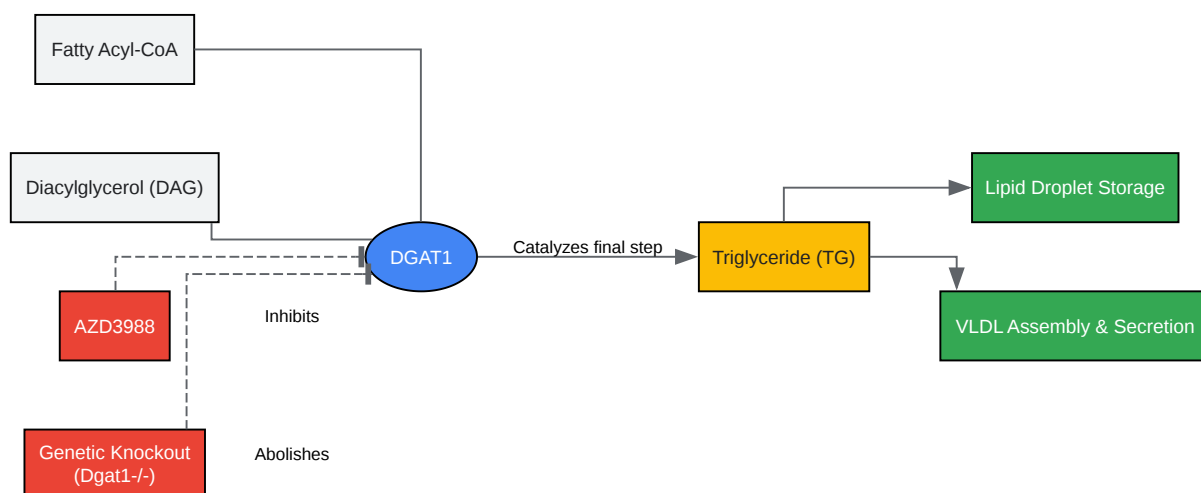 Fatty Acyl-CoA
Diacylglycerol (DAG)
Lipid Droplet Storage
DGAT1
Catalyzes final step
Triglyceride (TG)
AZD3988
Inhibits
VLDL Assembly & Secretion
Genetic Knockout
(Dgat1-/-)
Abolishes